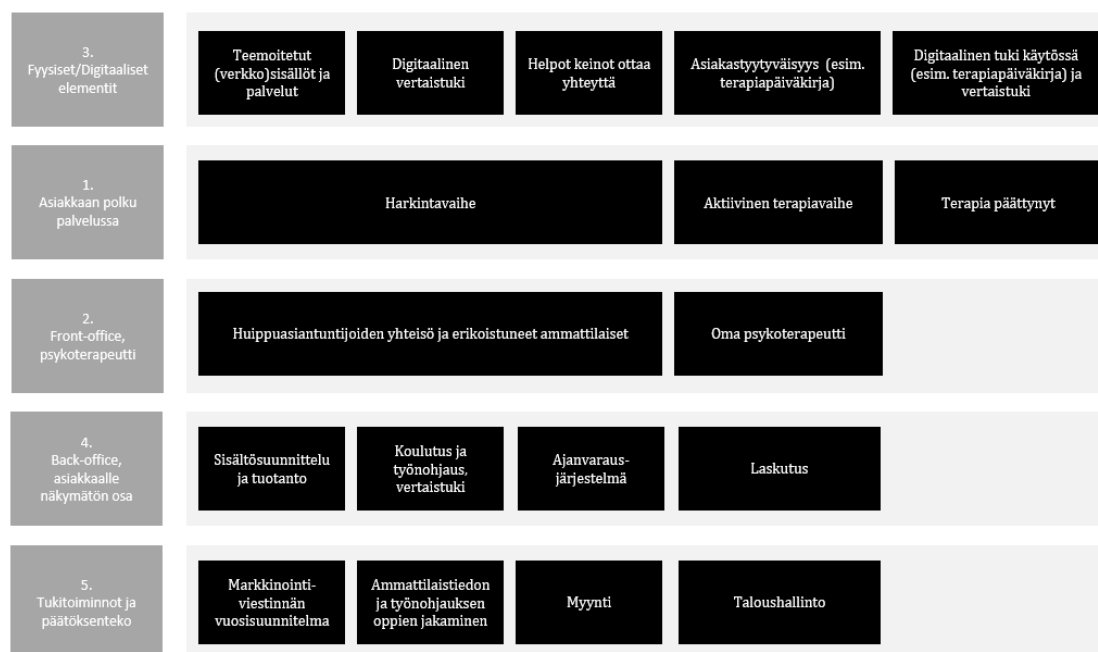 3.
Fyysiset/Digitaaliset
elementit
Teemoitetut
(verkko)sisällöt ja
palvelut
Digitaalinen
vertaistuki
Helpot keinot ottaa
yhteyttä
Asiakastyytyväisyys (esim.
terapiapäiväkirja)
Digitaalinen tuki käytössä
(esim. terapiapäiväkirja) ja
vertaistuki
1.
Asiakkaan polku
palvelussa
Harkintavaihe
Aktiivinen terapiavaihe
Terapia päättynyt
2.
Front-office,
psykoterapeutti
Huippuasiantuntijoiden yhteisö ja erikoistuneet ammattilaiset
Oma psykoterapeutti
4.
Back-office,
asiakkaalle
näkymätön osa
Sisältösuunnittelu
ja tuotanto
Koulutus ja
työnohjaus,
vertaistuki
Ajanvaraus-
järjestelmä
Laskutus
5.
Tukitoiminnot ja
päätöksenteko
Markkinointi-
viestinnän
vuosisuunnitelma
Ammattilaistiedon
ja työnohjauksen
oppien jakaminen
Myynti
Taloushallinto